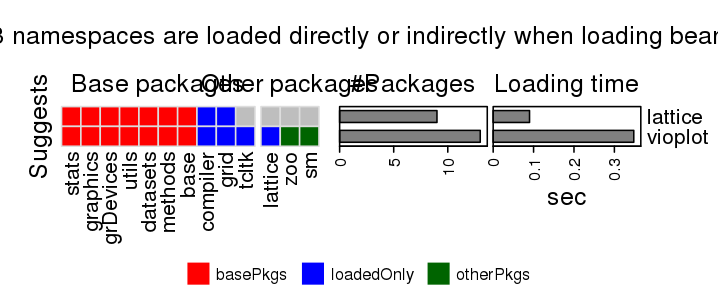 3 namespaces are loaded directly or indirectly when loading bear
Base packages Other packages #Packages Loading time
Suggests
lattice
vioplot
0 5 10 0 0.1 0.2 0.3
sec
stats graphics grDevices utils datasets methods base compiler grid tcltk lattice zoo sm
basePkgs loadedOnly otherPkgs